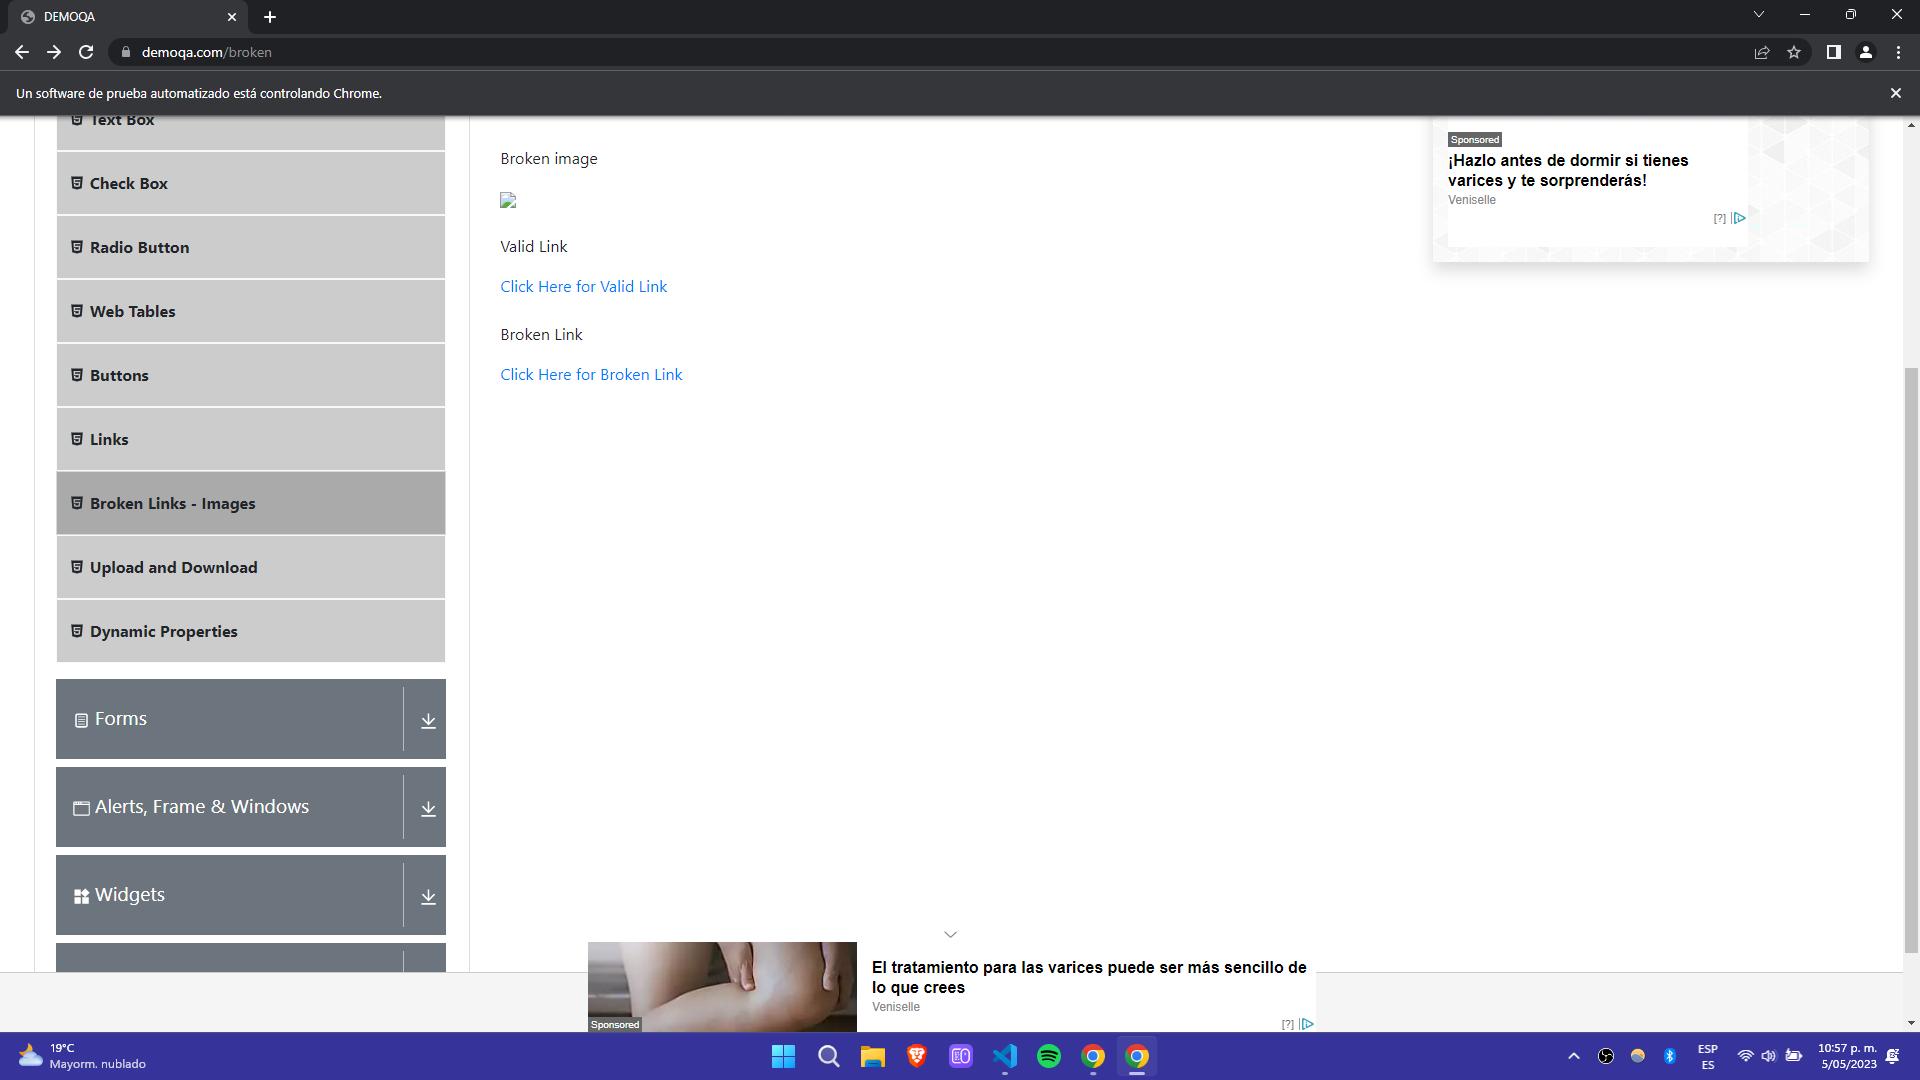 DEMOQA
demoqa.com/broken
Un software de prueba automatizado está controlando Chrome.
Text Box
Check Box
Radio Button
Web Tables
Buttons
Links
Broken Links - Images
Upload and Download
Dynamic Properties
Forms
Alerts, Frame & Windows
Widgets
Broken image
Valid Link
Click Here for Valid Link
Broken Link
Click Here for Broken Link
Sponsored
¡Hazlo antes de dormir si tienes
varices y te sorprenderás!
Veniselle
[?]
El tratamiento para las varices puede ser más sencillo de
lo que crees
Veniselle
Sponsored
[?]
19°C
Mayorm. nublado
ESP
ES
10:57 p. m.
5/05/2023